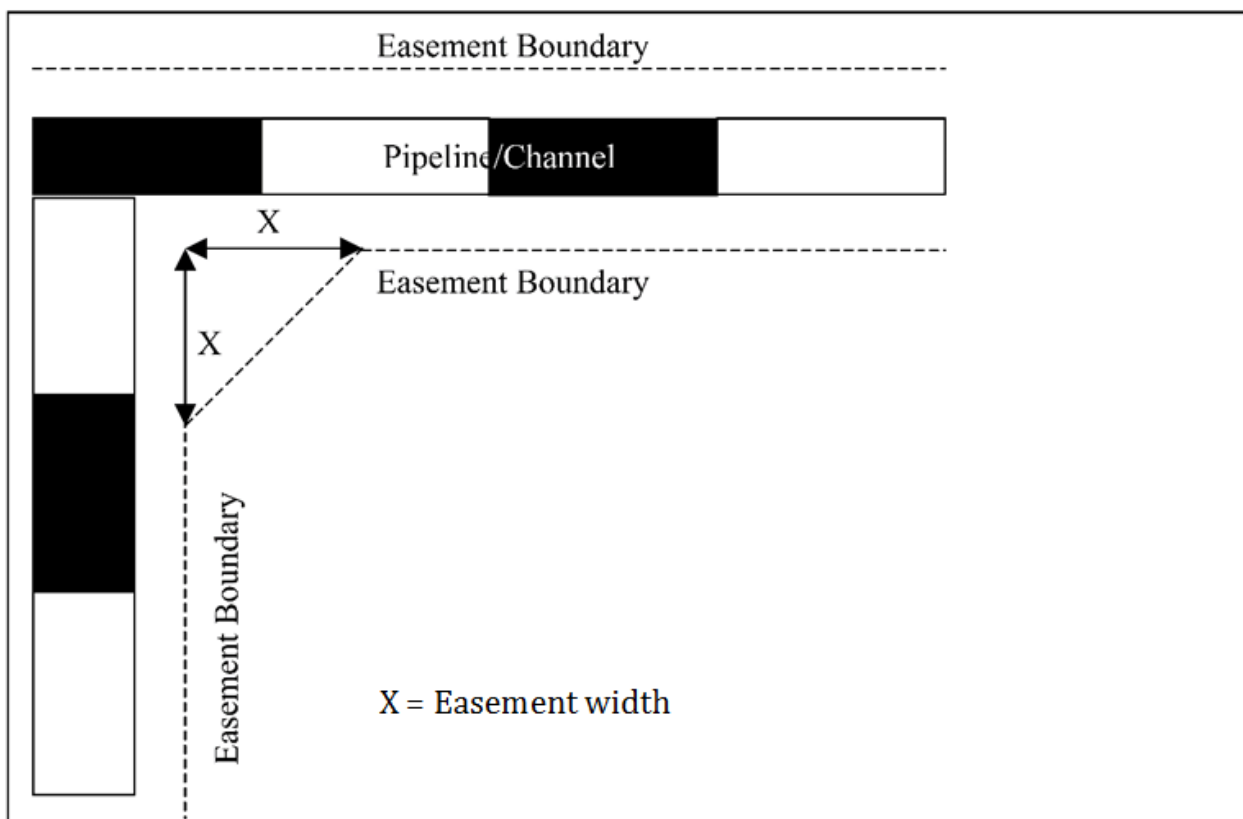 Easement Boundary
Pipeline/Channel
X
Easement Boundary
X
Easement Boundary
X = Easement width